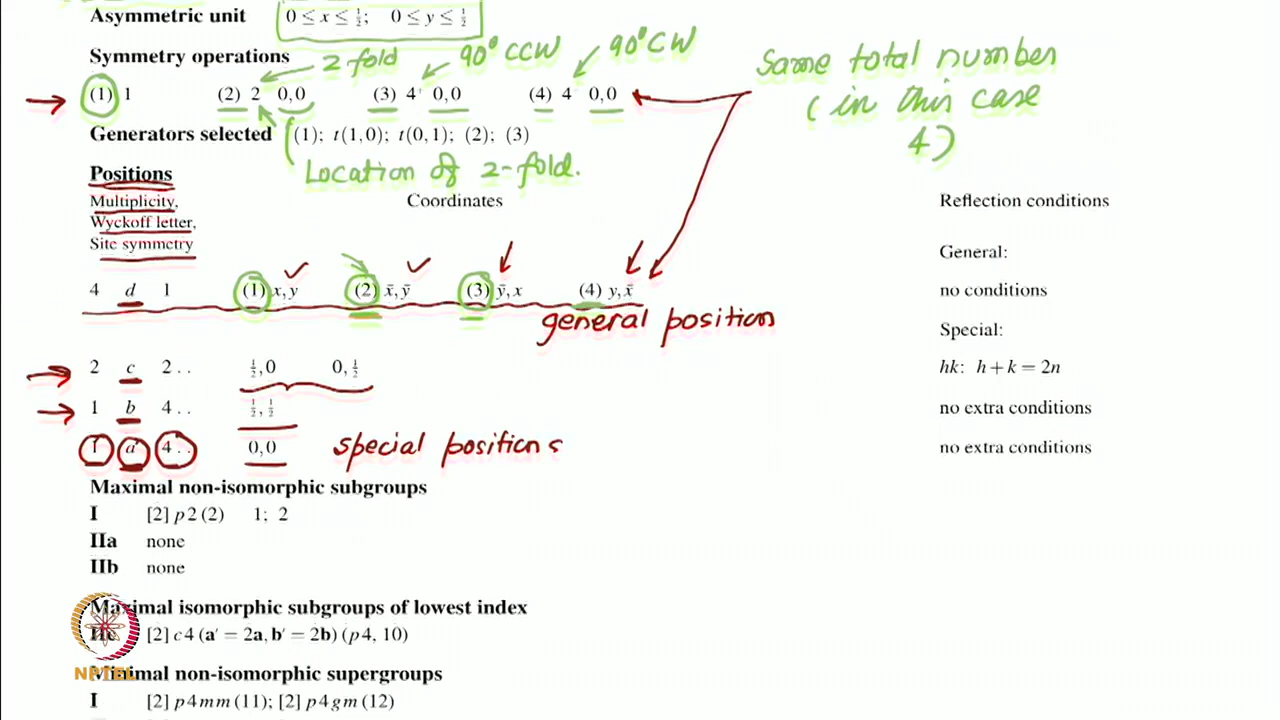 Asymmetric unit 0 ≤ x ≤ ½; 0 ≤ y ≤ ½
Symmetry operations
2 fold 90° CCW 90° CW
(1) 1 (2) 2 0,0 (3) 4⁺ 0,0 (4) 4⁻ 0,0
same total number
(in this case
4)
Generators selected (1); t(1,0); t(0,1); (2); (3)
Location of 2-fold.
Positions
Multiplicity, Coordinates Reflection conditions
Wyckoff letter,
Site symmetry General:
4 d 1 (1) x,y (2) x̄,ȳ (3) ȳ,x (4) y,x̄ no conditions
general position
Special:
2 c 2.. ½,0 0,½ hk: h+k=2n
1 b 4.. ½,½ no extra conditions
1 a 4.. 0,0 special positions no extra conditions
Maximal non-isomorphic subgroups
I [2] p2(2) 1; 2
IIa none
IIb none
Maximal isomorphic subgroups of lowest index
IIc [2] c4 (a′ = 2a, b′ = 2b) (p4, 10)
NPTEL
Minimal non-isomorphic supergroups
I [2] p4mm(11); [2] p4gm(12)